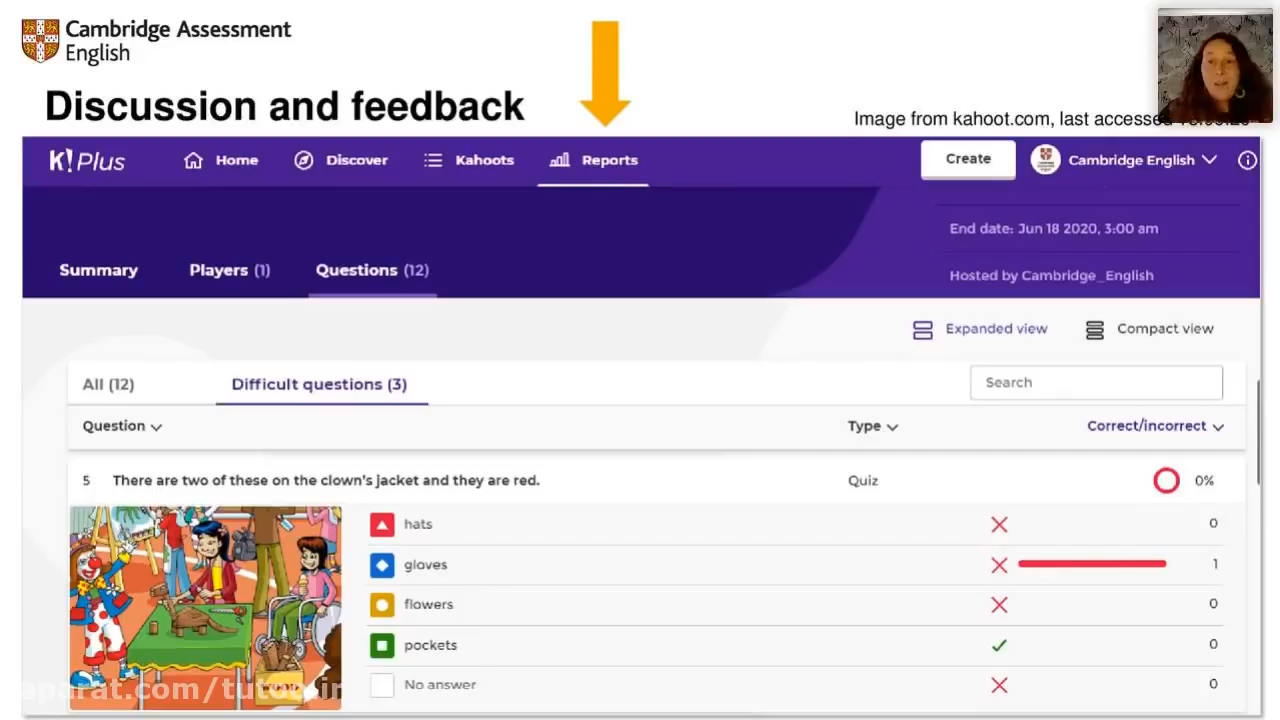 Cambridge Assessment
English
Discussion and feedback
Image from kahoot.com, last accessed
K! Plus
Home
Discover
Kahoots
Reports
Create
Cambridge English
End date: Jun 18 2020, 3:00 am
Summary
Players (1)
Questions (12)
Hosted by Cambridge_English
Expanded view
Compact view
All (12)
Difficult questions (3)
Search
Question
Type
Correct/incorrect
5 There are two of these on the clown's jacket and they are red.
Quiz
0%
hats
0
gloves
1
flowers
0
pockets
0
No answer
0